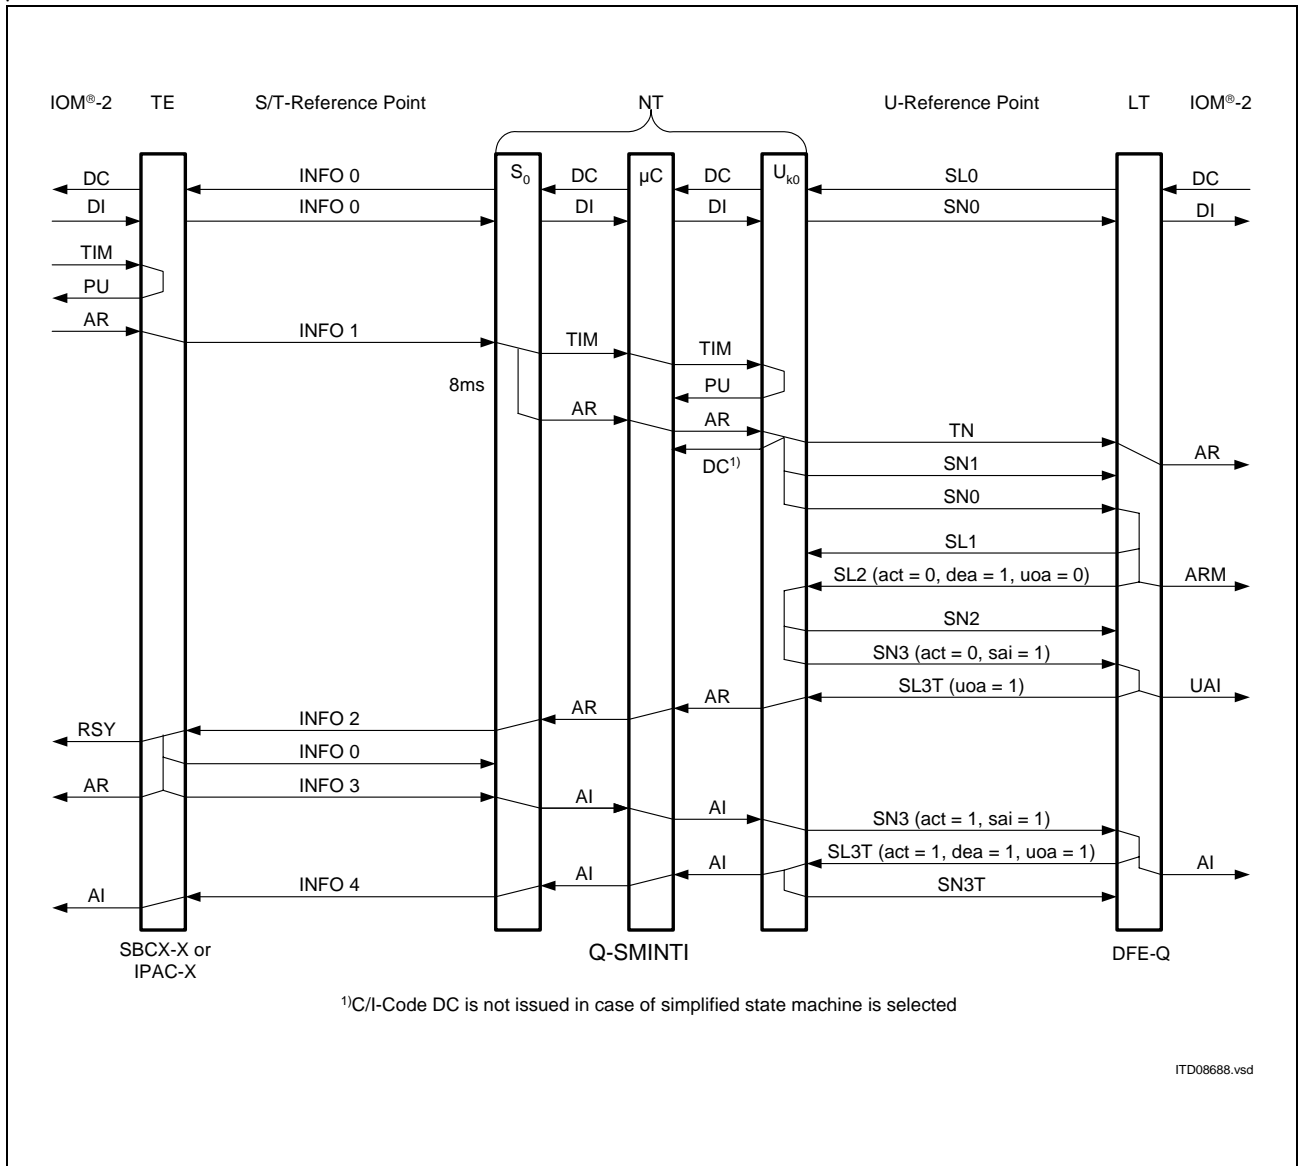 NT
IOM®-2 TE S/T-Reference Point U-Reference Point LT IOM®-2
S0 µC Uk0
DC INFO 0 DC DC SL0 DC
DI INFO 0 DI DI SN0 DI
TIM
PU
AR INFO 1 TIM TIM
8ms PU
AR AR TN
DC1) AR
SN1
SN0
SL1
SL2 (act = 0, dea = 1, uoa = 0) ARM
SN2
SN3 (act = 0, sai = 1)
AR AR SL3T (uoa = 1) UAI
RSY INFO 2
INFO 0
AR INFO 3
AI AI SN3 (act = 1, sai = 1)
AI AI SL3T (act = 1, dea = 1, uoa = 1) AI
AI INFO 4 SN3T
SBCX-X or
IPAC-X
Q-SMINTI DFE-Q
1)C/I-Code DC is not issued in case of simplified state machine is selected
ITD08688.vsd